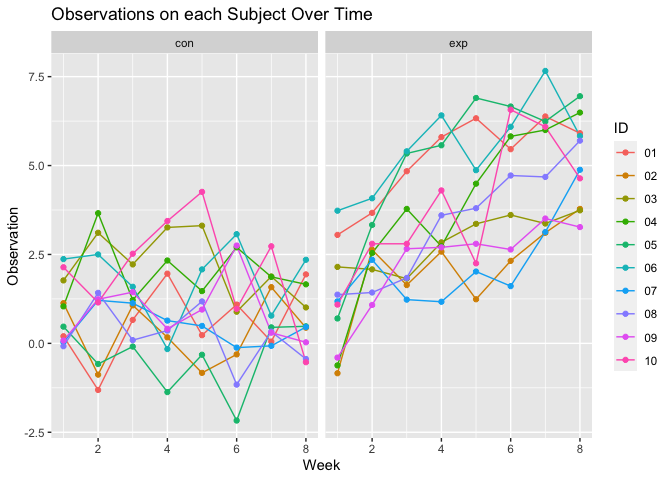 Observations on each Subject Over Time
con exp
7.5
5.0
2.5
0.0
-2.5
2 4 6 8 2 4 6 8
Week
Observation
ID
01
02
03
04
05
06
07
08
09
10